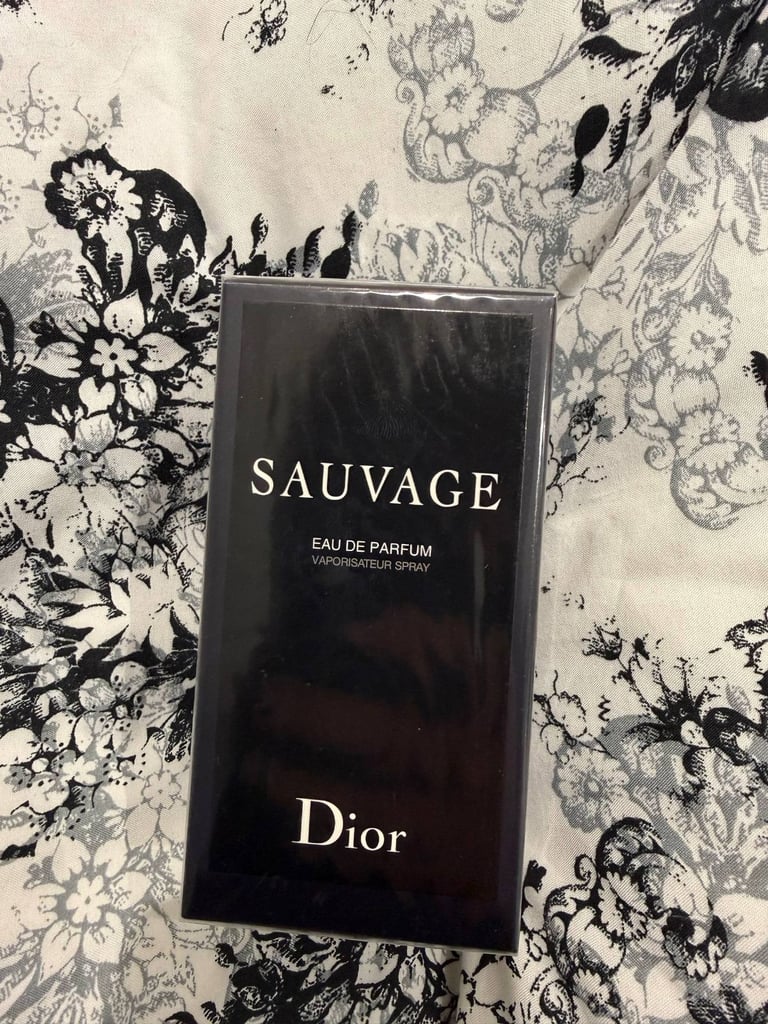 SAUVAGE
EAU DE PARFUM
VAPORISATEUR SPRAY
Dior